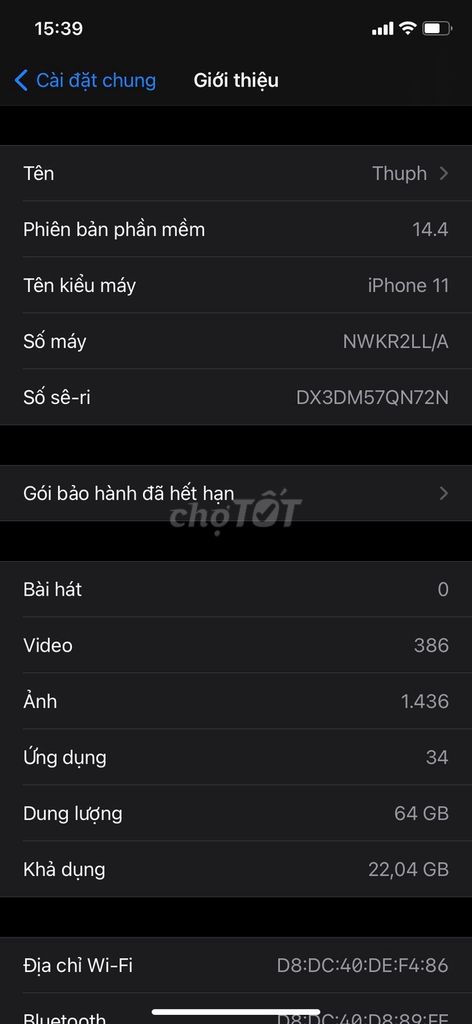 15:39
Cài đặt chung Giới thiệu
Tên Thuph
Phiên bản phần mềm 14.4
Tên kiểu máy iPhone 11
Số máy NWKR2LL/A
Số sê-ri DX3DM57QN72N
Gói bảo hành đã hết hạn
chợTỐT
Bài hát 0
Video 386
Ảnh 1.436
Ứng dụng 34
Dung lượng 64 GB
Khả dụng 22,04 GB
Địa chỉ Wi-Fi D8:DC:40:DE:F4:86
Bluetooth D8:DC:40:D8:89:EE